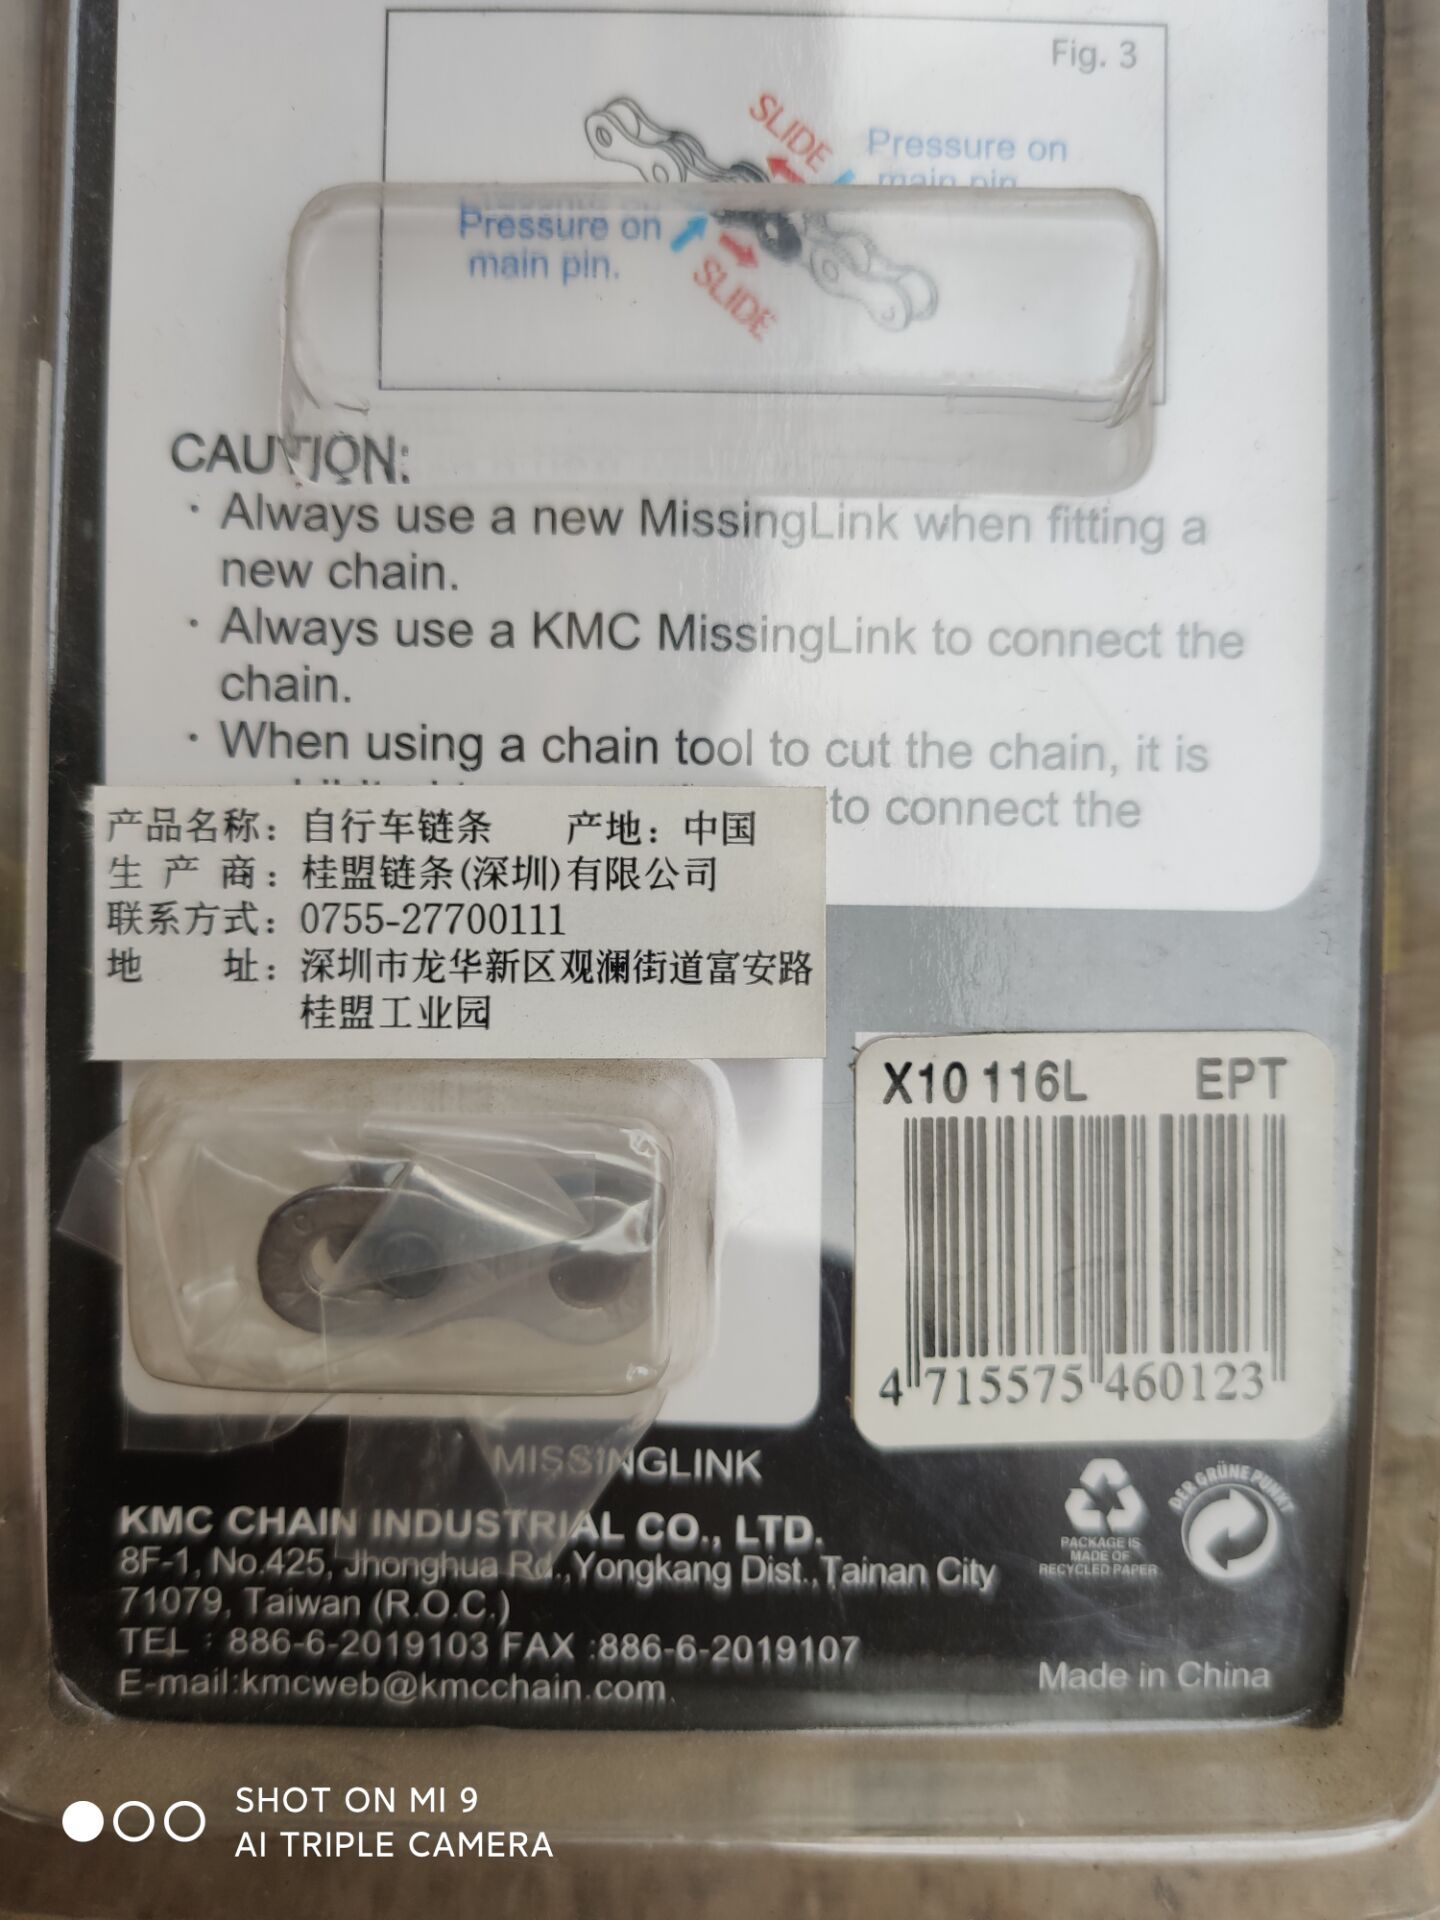 Fig. 3
SLIDE
Pressure on
main pin
Pressure on
main pin.
SLIDE
CAUTION:
· Always use a new MissingLink when fitting a
new chain.
· Always use a KMC MissingLink to connect the
chain.
· When using a chain tool to cut the chain, it is
to connect the
产品名称：自行车链条 产地：中国
生产商：桂盟链条(深圳)有限公司
联系方式：0755-27700111
地址：深圳市龙华新区观澜街道富安路
桂盟工业园
X10 116L EPT
4 715575 460123
MISSINGLINK
KMC CHAIN INDUSTRIAL CO., LTD.
8F-1, No.425, Jhonghua Rd.,Yongkang Dist.,Tainan City
71079, Taiwan (R.O.C.)
TEL : 886-6-2019103 FAX :886-6-2019107
E-mail:kmcweb@kmcchain.com
PACKAGE IS
MADE OF
RECYCLED PAPER
DER GRÜNE PUNKT
Made in China
SHOT ON MI 9
AI TRIPLE CAMERA